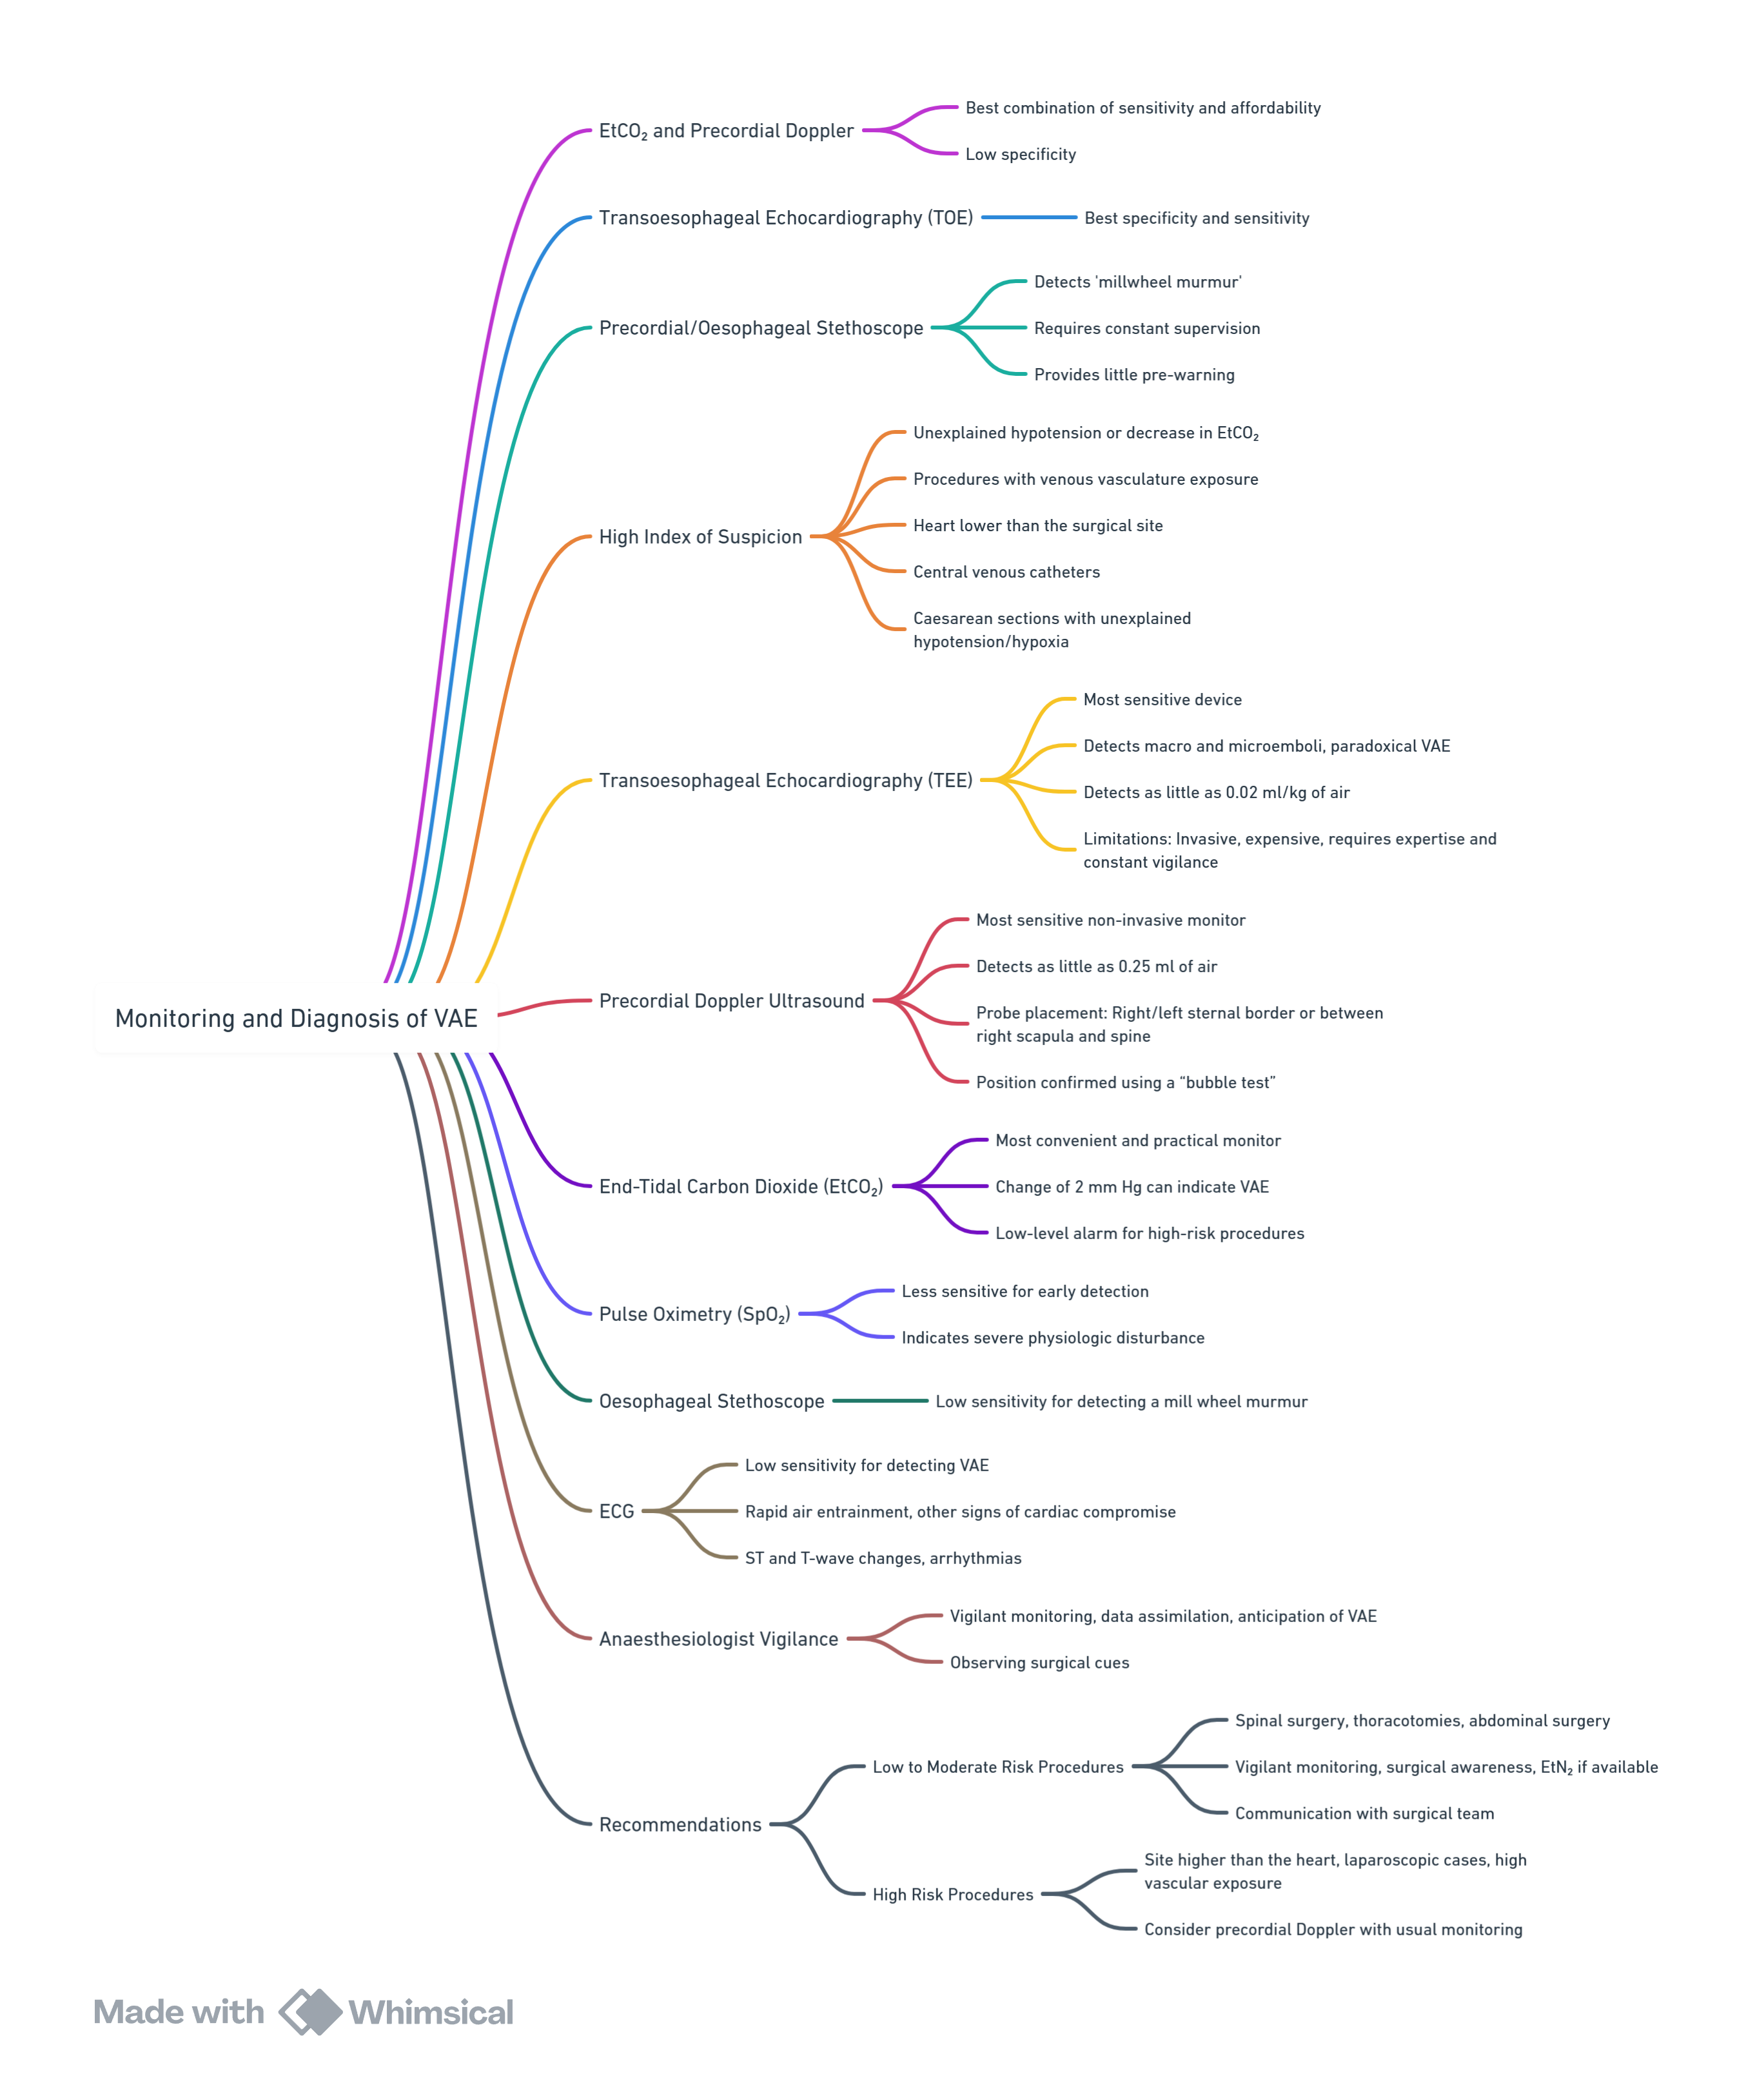 Monitoring and Diagnosis of VAE
EtCO₂ and Precordial Doppler
Best combination of sensitivity and affordability
Low specificity
Transoesophageal Echocardiography (TOE)
Best specificity and sensitivity
Precordial/Oesophageal Stethoscope
Detects 'millwheel murmur'
Requires constant supervision
Provides little pre-warning
High Index of Suspicion
Unexplained hypotension or decrease in EtCO₂
Procedures with venous vasculature exposure
Heart lower than the surgical site
Central venous catheters
Caesarean sections with unexplained
hypotension/hypoxia
Transoesophageal Echocardiography (TEE)
Most sensitive device
Detects macro and microemboli, paradoxical VAE
Detects as little as 0.02 ml/kg of air
Limitations: Invasive, expensive, requires expertise and
constant vigilance
Precordial Doppler Ultrasound
Most sensitive non-invasive monitor
Detects as little as 0.25 ml of air
Probe placement: Right/left sternal border or between
right scapula and spine
Position confirmed using a “bubble test”
End-Tidal Carbon Dioxide (EtCO₂)
Most convenient and practical monitor
Change of 2 mm Hg can indicate VAE
Low-level alarm for high-risk procedures
Pulse Oximetry (SpO₂)
Less sensitive for early detection
Indicates severe physiologic disturbance
Oesophageal Stethoscope
Low sensitivity for detecting a mill wheel murmur
ECG
Low sensitivity for detecting VAE
Rapid air entrainment, other signs of cardiac compromise
ST and T-wave changes, arrhythmias
Anaesthesiologist Vigilance
Vigilant monitoring, data assimilation, anticipation of VAE
Observing surgical cues
Recommendations
Low to Moderate Risk Procedures
Spinal surgery, thoracotomies, abdominal surgery
Vigilant monitoring, surgical awareness, EtN₂ if available
Communication with surgical team
High Risk Procedures
Site higher than the heart, laparoscopic cases, high
vascular exposure
Consider precordial Doppler with usual monitoring
Made with Whimsical